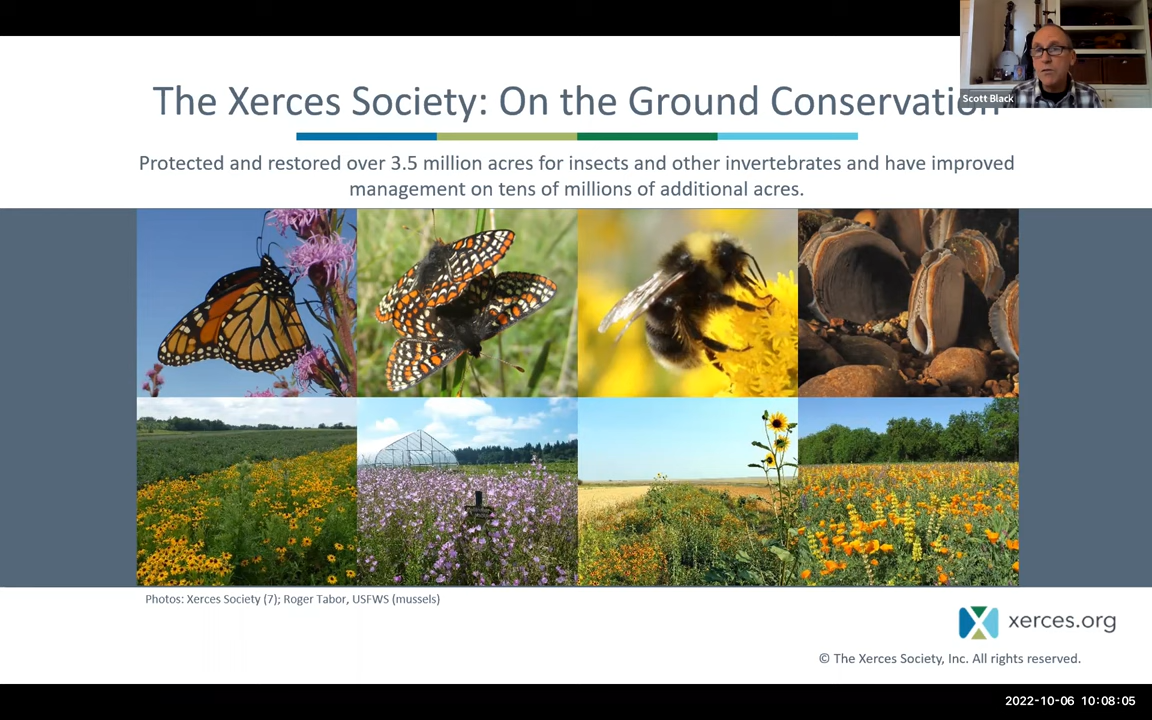 The Xerces Society: On the Ground Conservation
Scott Black
Protected and restored over 3.5 million acres for insects and other invertebrates and have improved
management on tens of millions of additional acres.
Photos: Xerces Society (7); Roger Tabor, USFWS (mussels)
xerces.org
© The Xerces Society, Inc. All rights reserved.
2022-10-06 10:08:05